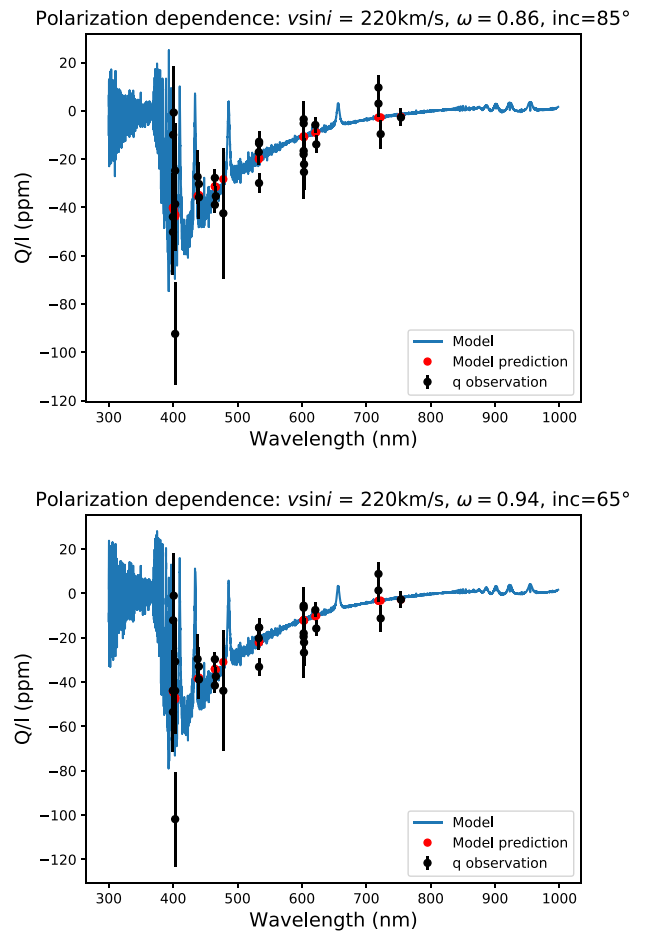 Polarization dependence: vsini = 220km/s, ω = 0.86, inc=85°
20
0
−20
−40
−60
−80
−100
−120
Q/I (ppm)
300 400 500 600 700 800 900 1000
Wavelength (nm)
Model
Model prediction
q observation
Polarization dependence: vsini = 220km/s, ω = 0.94, inc=65°
20
0
−20
−40
−60
−80
−100
−120
Q/I (ppm)
300 400 500 600 700 800 900 1000
Wavelength (nm)
Model
Model prediction
q observation